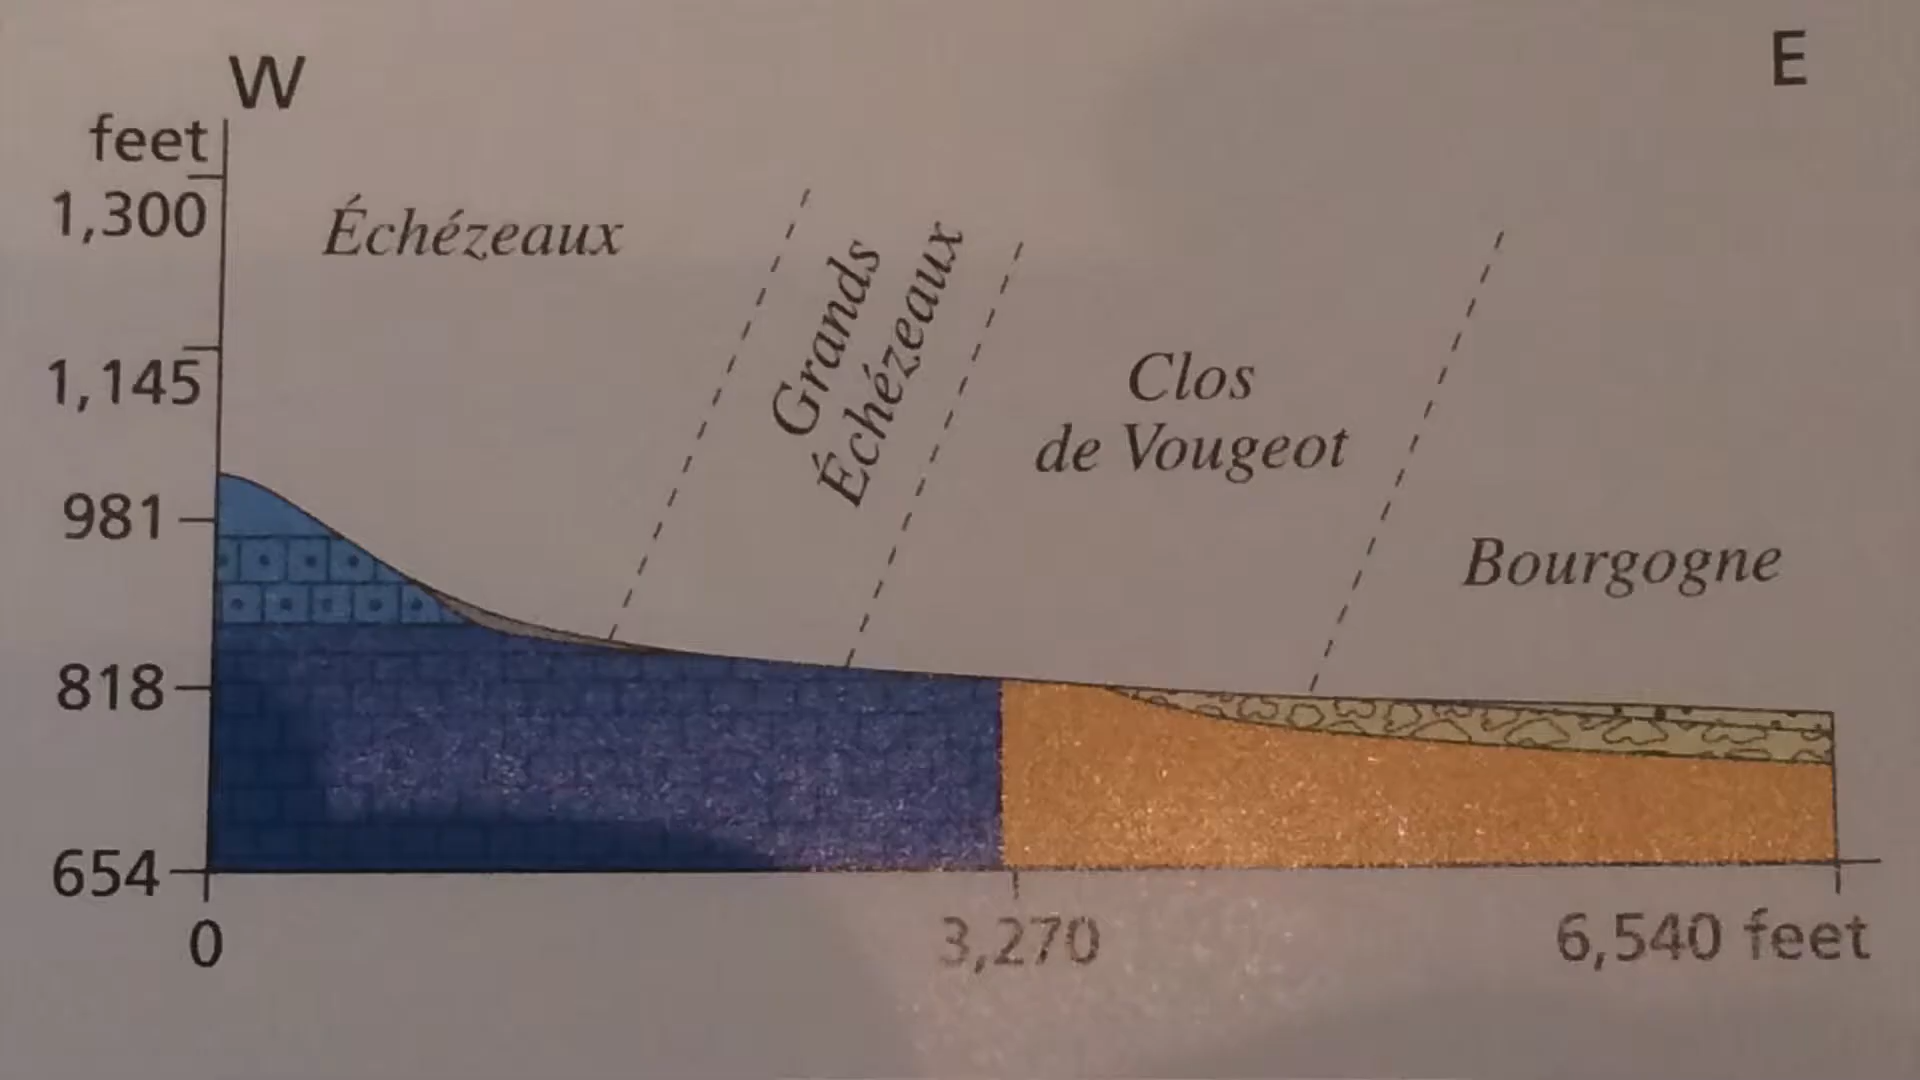 W
E
feet
1,300
1,145
981
818
654
Échézeaux
Grands
Échézeaux
Clos
de Vougeot
Bourgogne
0
3,270
6,540 feet